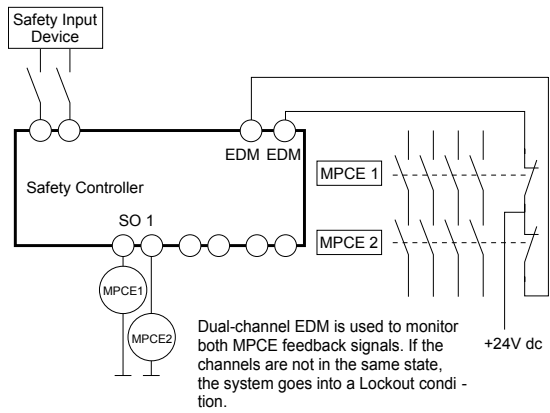 Safety Input
Device
EDM EDM
Safety Controller
MPCE 1
SO 1
MPCE 2
MPCE1
MPCE2
Dual-channel EDM is used to monitor
both MPCE feedback signals. If the
channels are not in the same state,
the system goes into a Lockout condi -
tion.
+24V dc